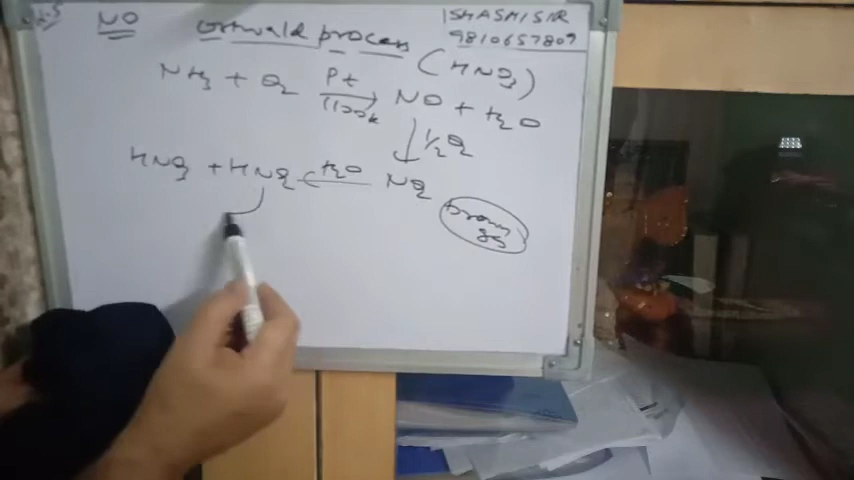 NO Ostwald process ISHASHI SIR
9810657809
(HNO3)
NH3 + O2 Pt 1100k NO + H2O
1/2 O2
HNO3 + HNO2 H2O NO2
brown gas